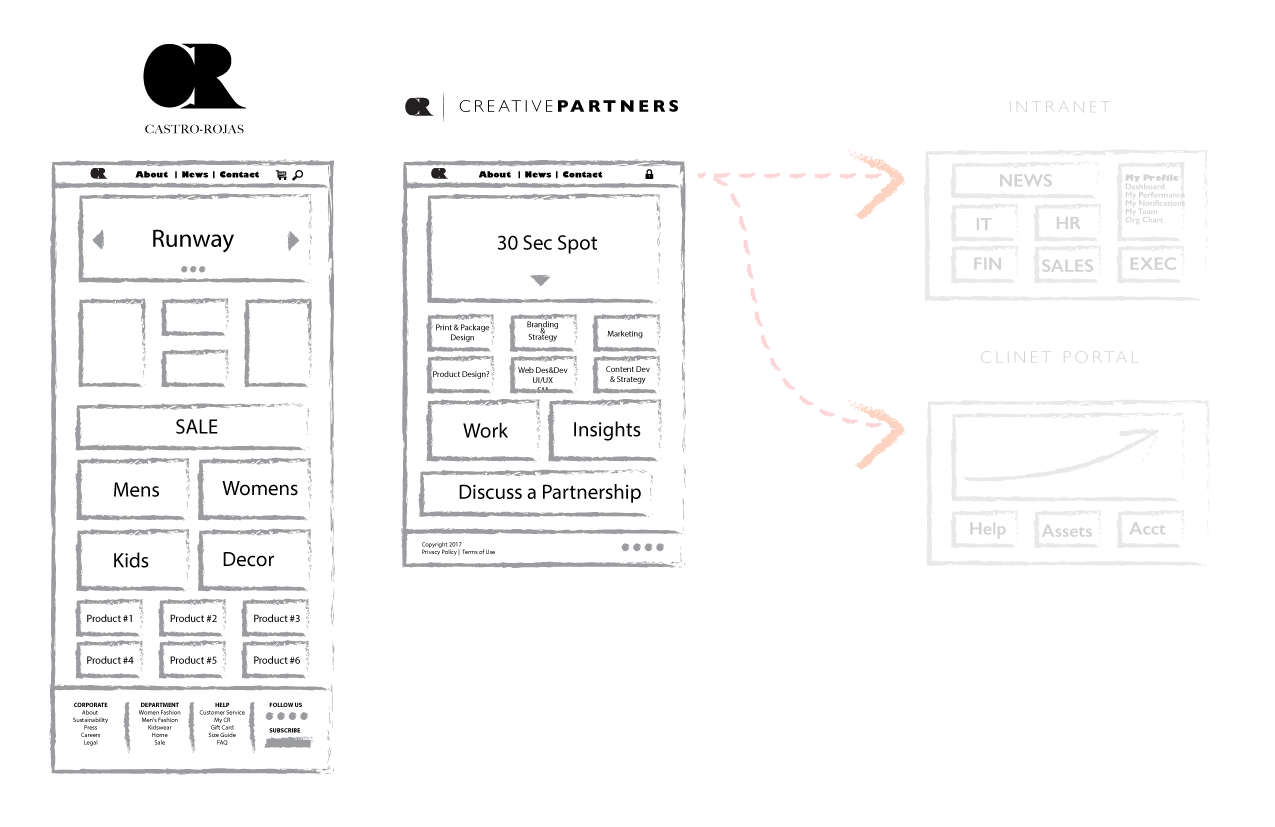 CR
CASTRO-ROJAS
CR
About | News | Contact
Runway
SALE
Mens
Womens
Kids
Decor
Product #1
Product #2
Product #3
Product #4
Product #5
Product #6
CORPORATE
About
Sustainability
Press
Careers
Legal
DEPARTMENT
Women Fashion
Men's Fashion
Kidswear
Home
Sale
HELP
Customer Service
My CR
Gift Card
Size Guide
FAQ
FOLLOW US
SUBSCRIBE
CR | CREATIVEPARTNERS
CR
About | News | Contact
30 Sec Spot
Print & Package
Design
Branding
&
Strategy
Marketing
Product Design?
Web Des&Dev
UI/UX
Content Dev
& Strategy
Work
Insights
Discuss a Partnership
Copyright 2017
Privacy Policy | Terms of Use
INTRANET
NEWS
My Profile
Dashboard
My Performance
My Notifications
My Team
Org Chart
IT
HR
FIN
SALES
EXEC
CLINET PORTAL
Help
Assets
Acct